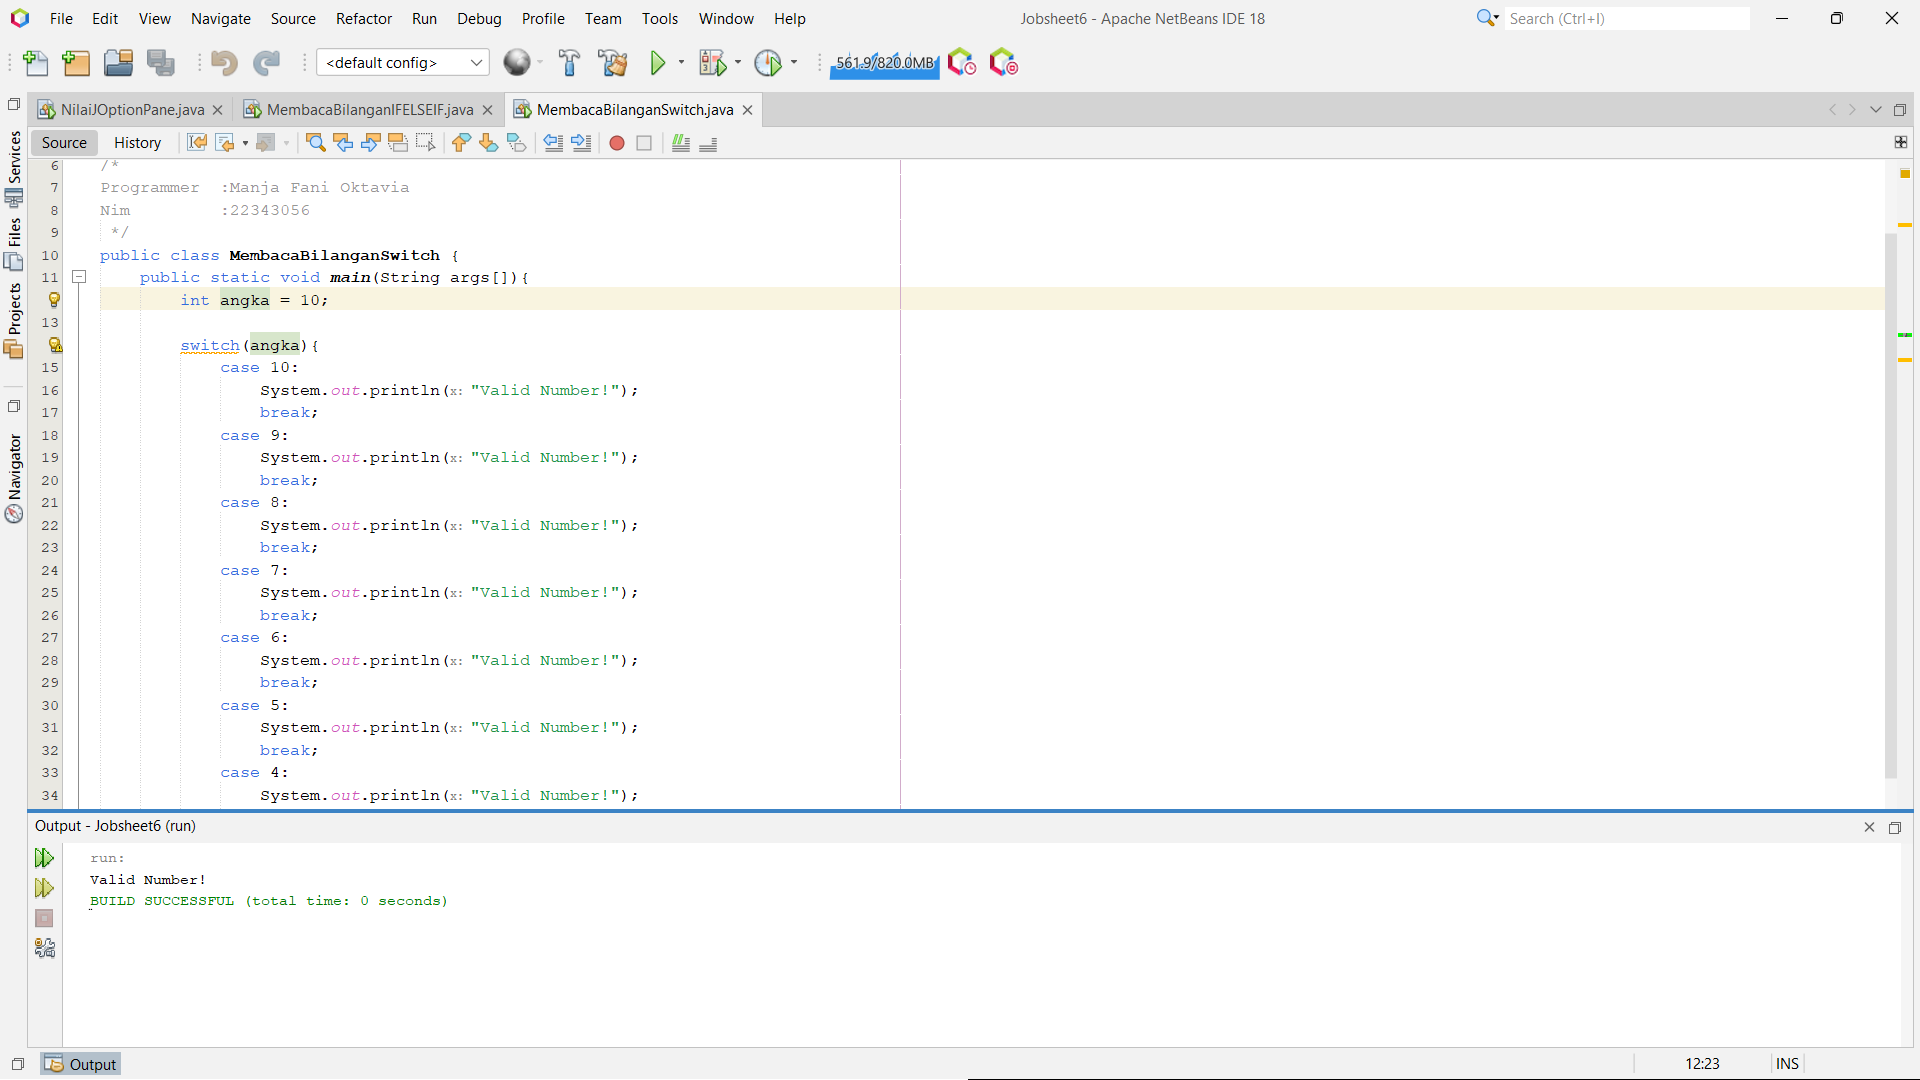 File Edit View Navigate Source Refactor Run Debug Profile Team Tools Window Help
Jobsheet6 - Apache NetBeans IDE 18
Search (Ctrl+I)
<default config>
561.9/820.0MB
NilaiJOptionPane.java
MembacaBilanganIFELSEIF.java
MembacaBilanganSwitch.java
Source History
Services
Files
Projects
Navigator
6 /*
7 Programmer :Manja Fani Oktavia
8 Nim :22343056
9 */
10 public class MembacaBilanganSwitch {
11 public static void main(String args[]){
int angka = 10;
13
switch(angka){
15 case 10:
16 System.out.println(x: "Valid Number!");
17 break;
18 case 9:
19 System.out.println(x: "Valid Number!");
20 break;
21 case 8:
22 System.out.println(x: "Valid Number!");
23 break;
24 case 7:
25 System.out.println(x: "Valid Number!");
26 break;
27 case 6:
28 System.out.println(x: "Valid Number!");
29 break;
30 case 5:
31 System.out.println(x: "Valid Number!");
32 break;
33 case 4:
34 System.out.println(x: "Valid Number!");
Output - Jobsheet6 (run)
run:
Valid Number!
BUILD SUCCESSFUL (total time: 0 seconds)
Output
12:23 INS